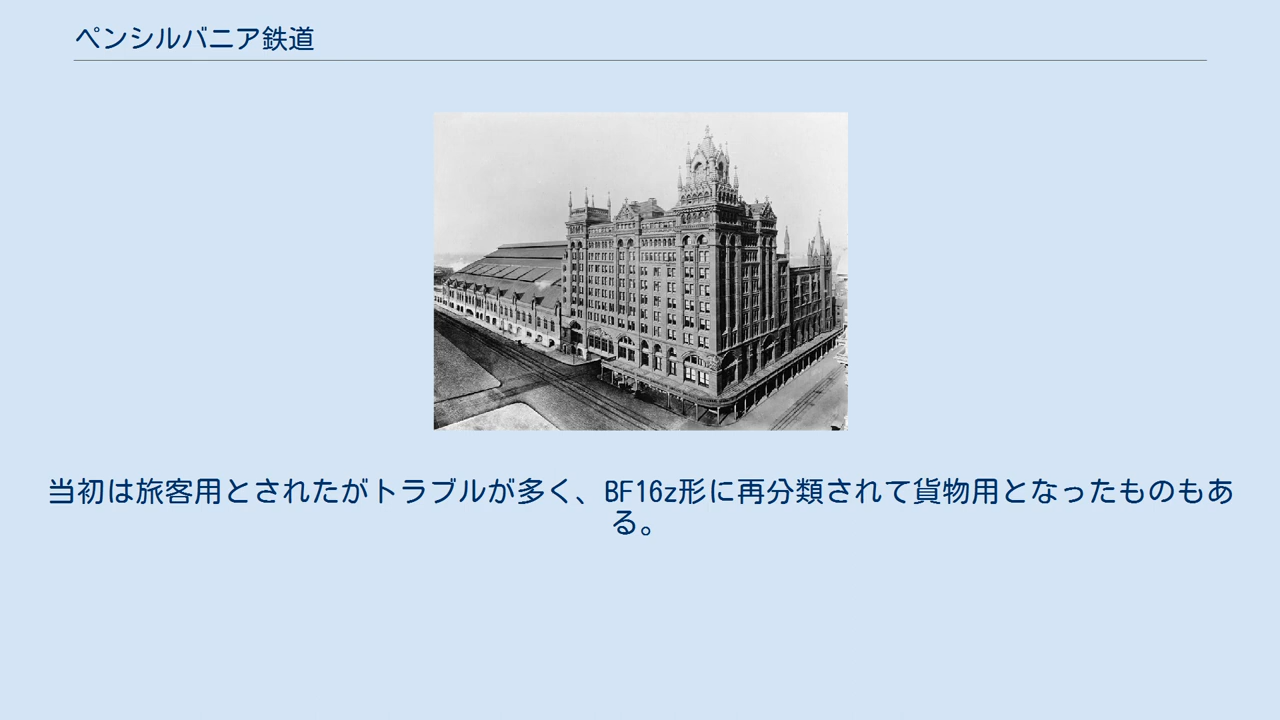 ペンシルバニア鉄道
当初は旅客用とされたがトラブルが多く、BF16z形に再分類されて貨物用となったものもあ
る。